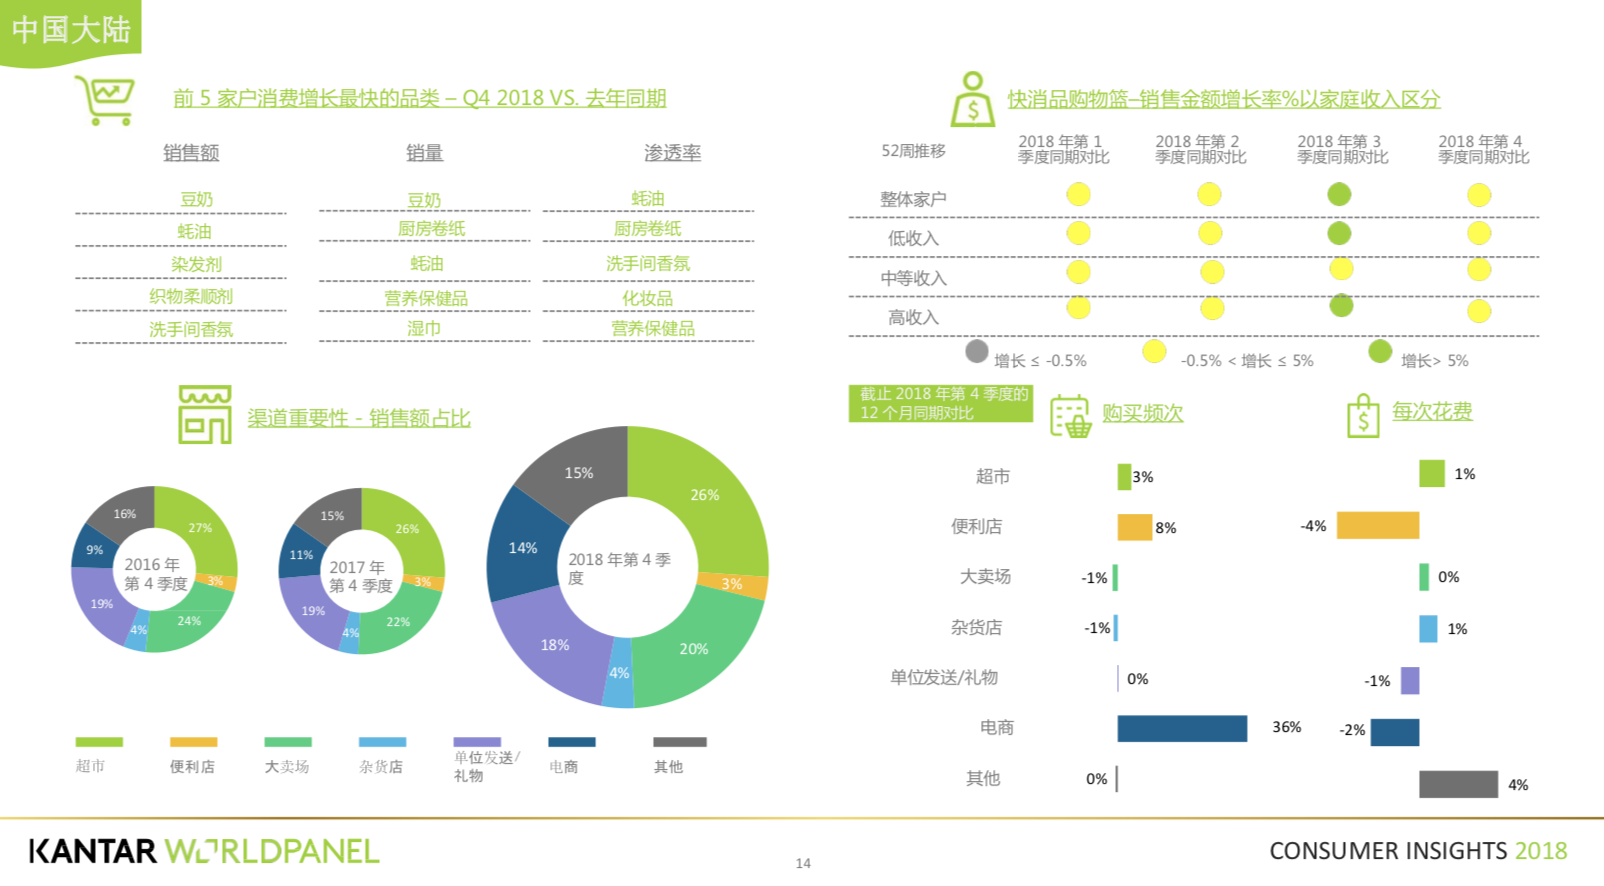 中国大陆
前 5 家户消费增长最快的品类 – Q4 2018 VS. 去年同期
销售额
销量
渗透率
豆奶
豆奶
蚝油
蚝油
厨房卷纸
厨房卷纸
染发剂
蚝油
洗手间香氛
织物柔顺剂
营养保健品
化妆品
洗手间香氛
湿巾
营养保健品
快消品购物篮–销售金额增长率%以家庭收入区分
52周推移
2018 年第 1
季度同期对比
2018 年第 2
季度同期对比
2018 年第 3
季度同期对比
2018 年第 4
季度同期对比
整体家户
低收入
中等收入
高收入
增长 ≤ -0.5%
-0.5% < 增长 ≤ 5%
增长> 5%
渠道重要性 - 销售额占比
16%
27%
9%
3%
19%
24%
4%
2016 年
第 4 季度
15%
26%
11%
3%
19%
22%
4%
2017 年
第 4 季度
15%
26%
14%
3%
18%
20%
4%
2018 年第 4 季
度
超市
便利店
大卖场
杂货店
单位发送/
礼物
电商
其他
截止 2018 年第 4 季度的
12 个月同期对比
购买频次
每次花费
超市
3%
1%
便利店
8%
-4%
大卖场
-1%
0%
杂货店
-1%
1%
单位发送/礼物
0%
-1%
电商
36%
-2%
其他
0%
4%
KANTAR WORLDPANEL
14
CONSUMER INSIGHTS 2018